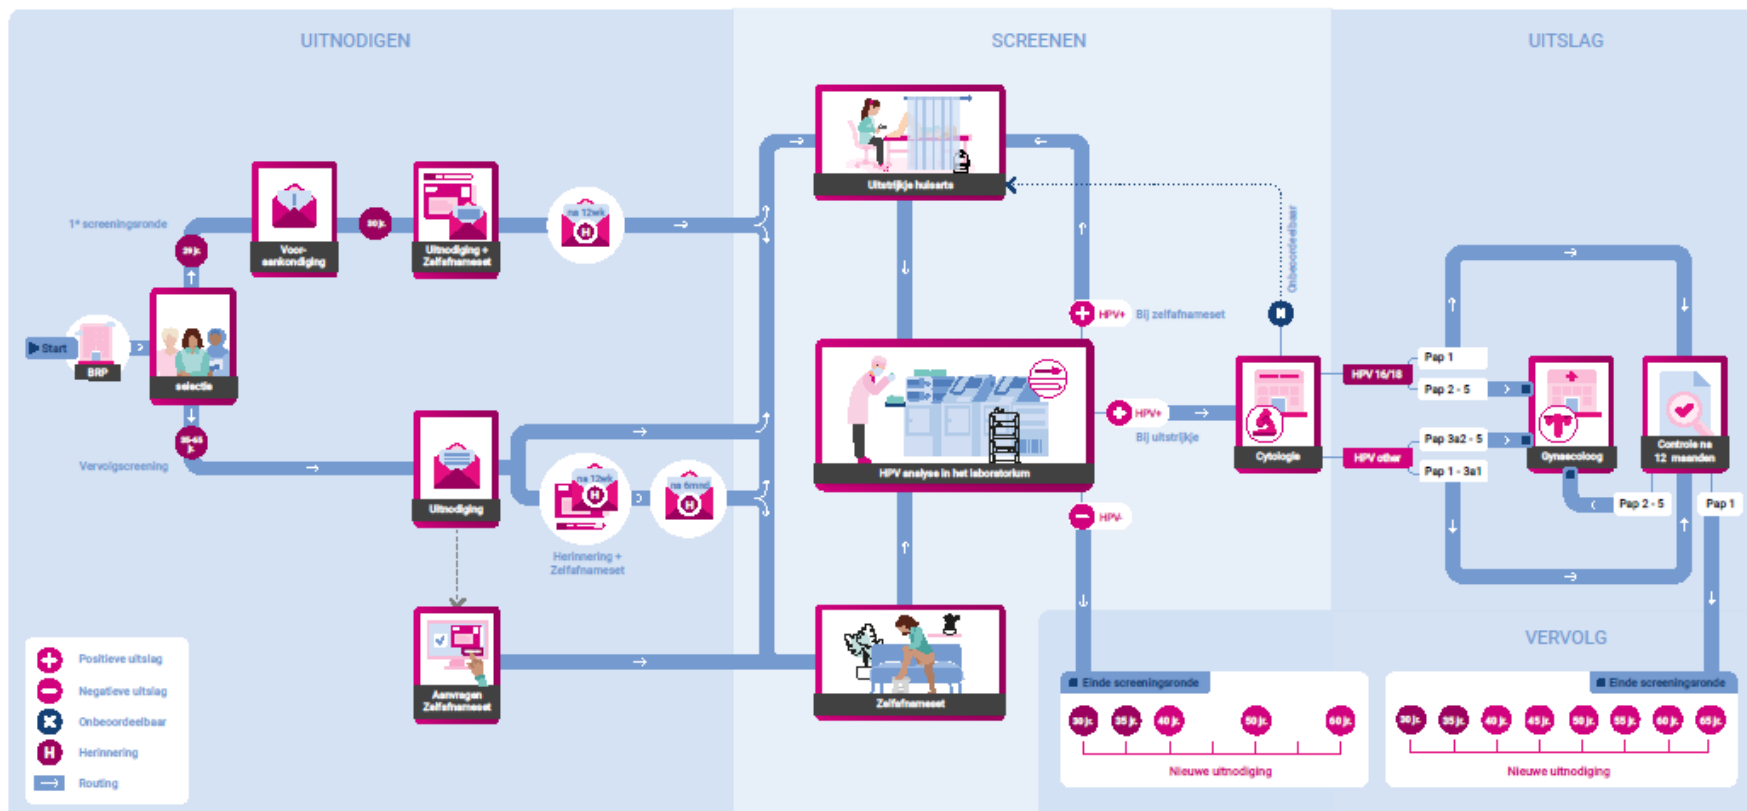 UITNODIGEN
SCREENEN
UITSLAG
1e screeningsronde
29 jr.
Voor-
aankondiging
30 jr.
Uitnodiging +
Zelfafnameset
na 12wk
H
Start
BRP
selectie
35-65
jr.
Vervolgscreening
Uitnodiging
na 12wk
H
Herinnering +
Zelfafnameset
na 6mnd
H
Aanvragen
Zelfafnameset
Uitstrijkje huisarts
HPV+
Bij zelfafnameset
HPV analyse in het laboratorium
HPV+
Bij uitstrijkje
HPV-
Zelfafnameset
Onbeoordeelbaar
Cytologie
HPV 16/18
Pap 1
Pap 2 - 5
HPV other
Pap 3a2 - 5
Pap 1 - 3a1
Gynaecoloog
Controle na
12 maanden
Pap 2 - 5
Pap 1
Positieve uitslag
Negatieve uitslag
Onbeoordeelbaar
H
Herinnering
Routing
VERVOLG
Einde screeningsronde
30 jr.
35 jr.
40 jr.
50 jr.
60 jr.
Nieuwe uitnodiging
Einde screeningsronde
30 jr.
35 jr.
40 jr.
45 jr.
50 jr.
55 jr.
60 jr.
65 jr.
Nieuwe uitnodiging